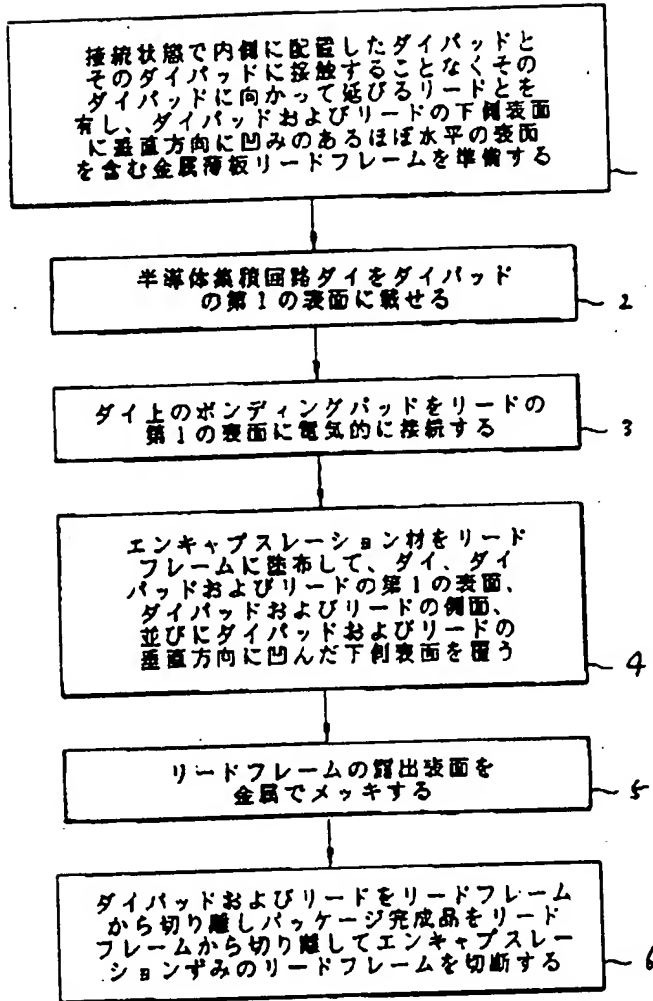 接続状態で内側に配置したダイパッドと
そのダイパッドに接触することなくその
ダイパッドに向かって延びるリードとを
有し、ダイパッドおよびリードの下側表面
に垂直方向に凹みのあるほぼ水平の表面
を含む金属薄板リードフレームを準備する
半導体集積回路ダイをダイパッド
の第1の表面に載せる
2
ダイ上のボンディングパッドをリードの
第1の表面に電気的に接続する
3
エンキャプスレーション材をリード
フレームに塗布して、ダイ、ダイ
パッドおよびリードの第1の表面、
ダイパッドおよびリードの側面、
並びにダイパッドおよびリードの
垂直方向に凹んだ下側表面を覆う
4
リードフレームの露出表面を
金属でメッキする
5
ダイパッドおよびリードをリードフレーム
から切り離しパッケージ完成品をリード
フレームから切り離してエンキャプスレー
ションずみのリードフレームを切断する
6